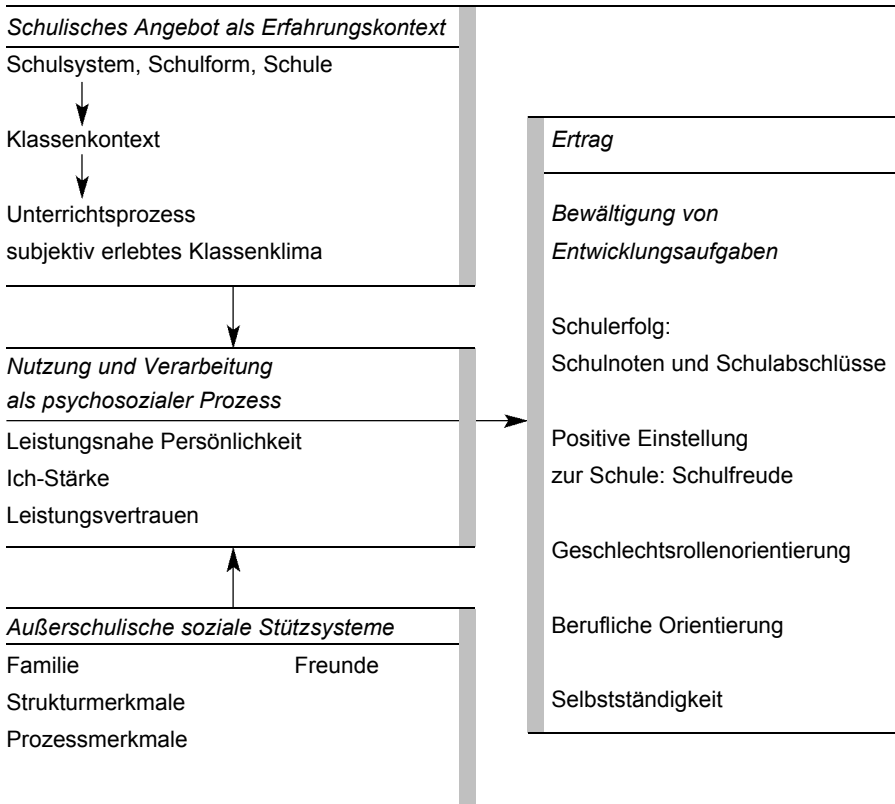 Schulisches Angebot als Erfahrungskontext
Schulsystem, Schulform, Schule
Klassenkontext
Unterrichtsprozess
subjektiv erlebtes Klassenklima
Nutzung und Verarbeitung
als psychosozialer Prozess
Leistungsnahe Persönlichkeit
Ich-Stärke
Leistungsvertrauen
Außerschulische soziale Stützsysteme
Familie Freunde
Strukturmerkmale
Prozessmerkmale
Ertrag
Bewältigung von
Entwicklungsaufgaben
Schulerfolg:
Schulnoten und Schulabschlüsse
Positive Einstellung
zur Schule: Schulfreude
Geschlechtsrollenorientierung
Berufliche Orientierung
Selbstständigkeit